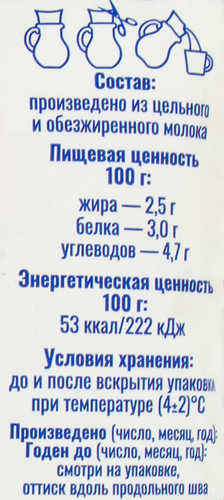 Состав:
произведено из цельного
и обезжиренного молока
Пищевая ценность
100 г:
жира — 2,5 г
белка — 3,0 г
углеводов — 4,7 г
Энергетическая ценность
100 г:
53 ккал/222 кДж
Условия хранения:
до и после вскрытия упаковки
при температуре (4±2)°С
Произведено (число, месяц, год):
Годен до (число, месяц, год):
смотри на упаковке,
оттиск вдоль продольного шва